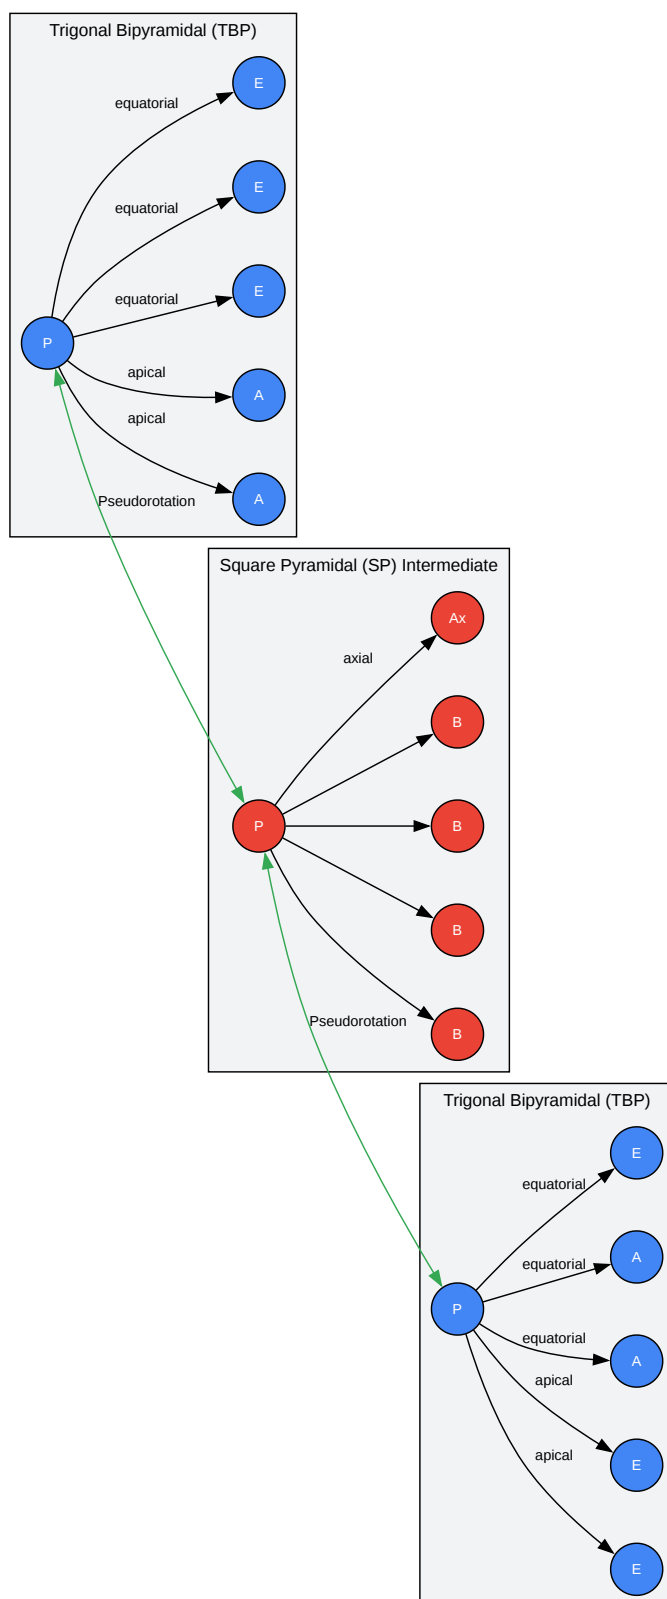 Trigonal Bipyramidal (TBP)
E
equatorial
E
equatorial
E
equatorial
P
apical
A
apical
A
Pseudorotation
Square Pyramidal (SP) Intermediate
Ax
axial
B
P
B
B
Pseudorotation
B
Trigonal Bipyramidal (TBP)
E
equatorial
A
equatorial
P
equatorial
A
apical
E
apical
E